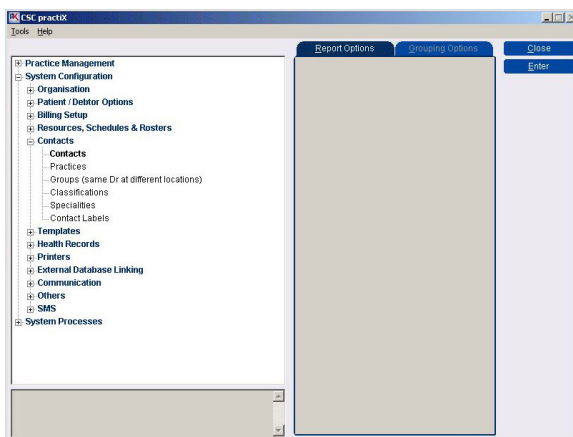 CSC practiX
Tools Help
Report Options Grouping Options Close
Enter
Practice Management
System Configuration
Organisation
Patient / Debtor Options
Billing Setup
Resources, Schedules & Rosters
Contacts
Contacts
Practices
Groups (same Dr at different locations)
Classifications
Specialities
Contact Labels
Templates
Health Records
Printers
External Database Linking
Communication
Others
SMS
System Processes